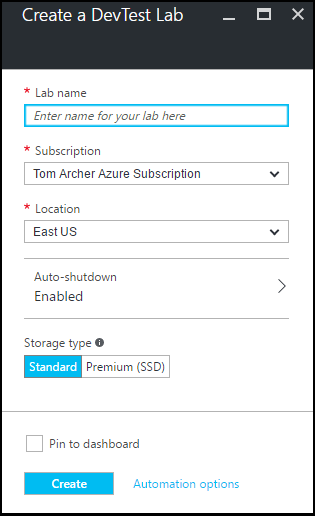 Create a DevTest Lab
* Lab name
Enter name for your lab here
* Subscription
Tom Archer Azure Subscription
* Location
East US
Auto-shutdown
Enabled
Storage type
Standard Premium (SSD)
Pin to dashboard
Create Automation options